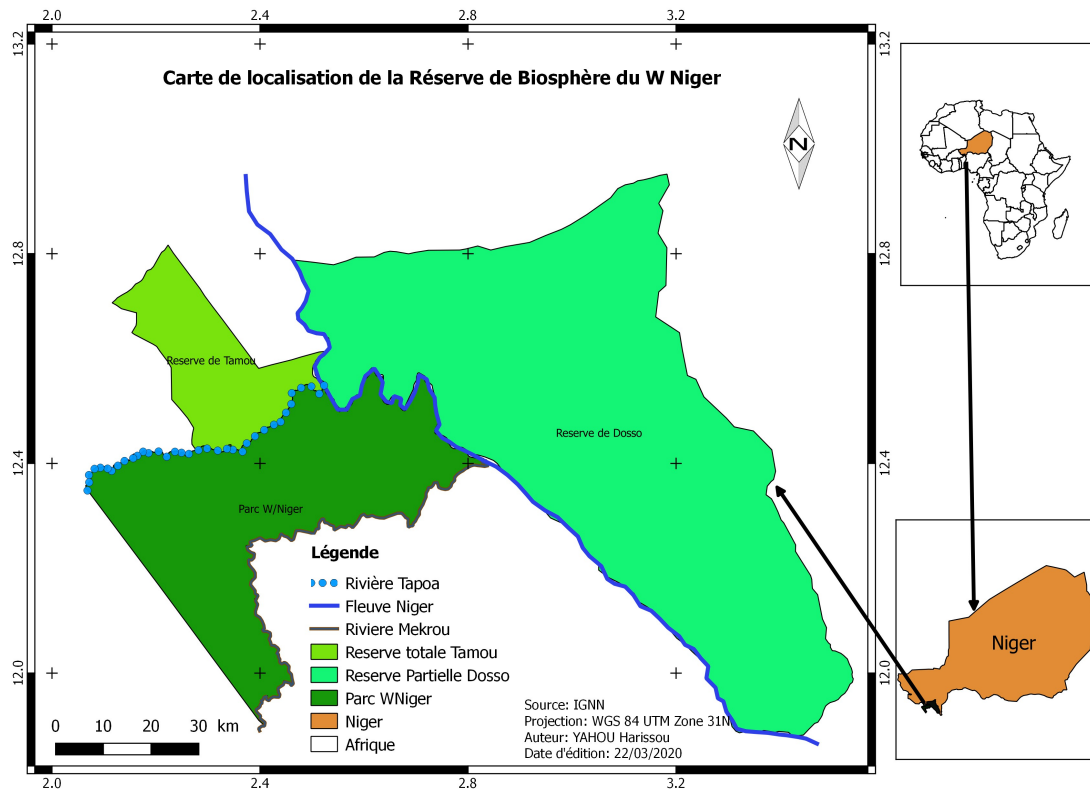 2.0 2.4 2.8 3.2
13.2 13.2
Carte de localisation de la Réserve de Biosphère du W Niger
N
12.8 12.8
Reserve de Tamou
Reserve de Dosso
12.4 12.4
Parc W/Niger
Légende
Rivière Tapoa
Fleuve Niger
Riviere Mekrou
Reserve totale Tamou
Reserve Partielle Dosso
Parc WNiger
Niger
Afrique
12.0 12.0
0 10 20 30 km
Source: IGNN
Projection: WGS 84 UTM Zone 31N
Auteur: YAHOU Harissou
Date d'édition: 22/03/2020
2.0 2.4 2.8 3.2
Niger